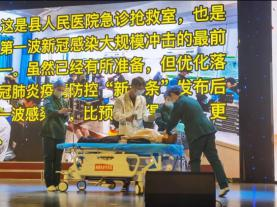 这是县人民医院急诊抢救室，也是
第一波新冠感染大规模冲击的最前
。虽然已经有所准备，但优化落
冠肺炎疫 防控“新 条”发布后
一波感染 ，比预 更